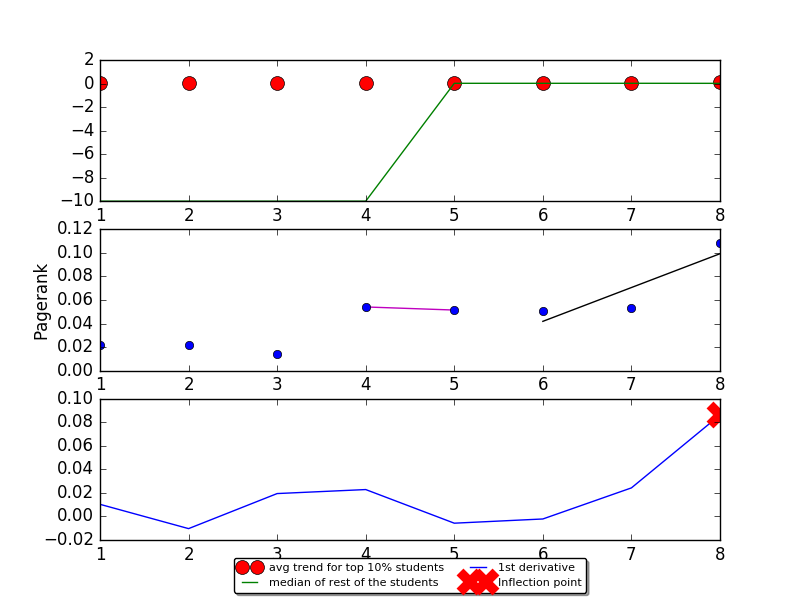 2
0
−2
−4
−6
−8
−10
1 2 3 4 5 6 7 8
0.12
0.10
0.08
0.06
0.04
0.02
0.00
Pagerank
1 2 3 4 5 6 7 8
0.10
0.08
0.06
0.04
0.02
0.00
−0.02
1 2 3 4 5 6 7 8
avg trend for top 10% students
median of rest of the students
1st derivative
Inflection point